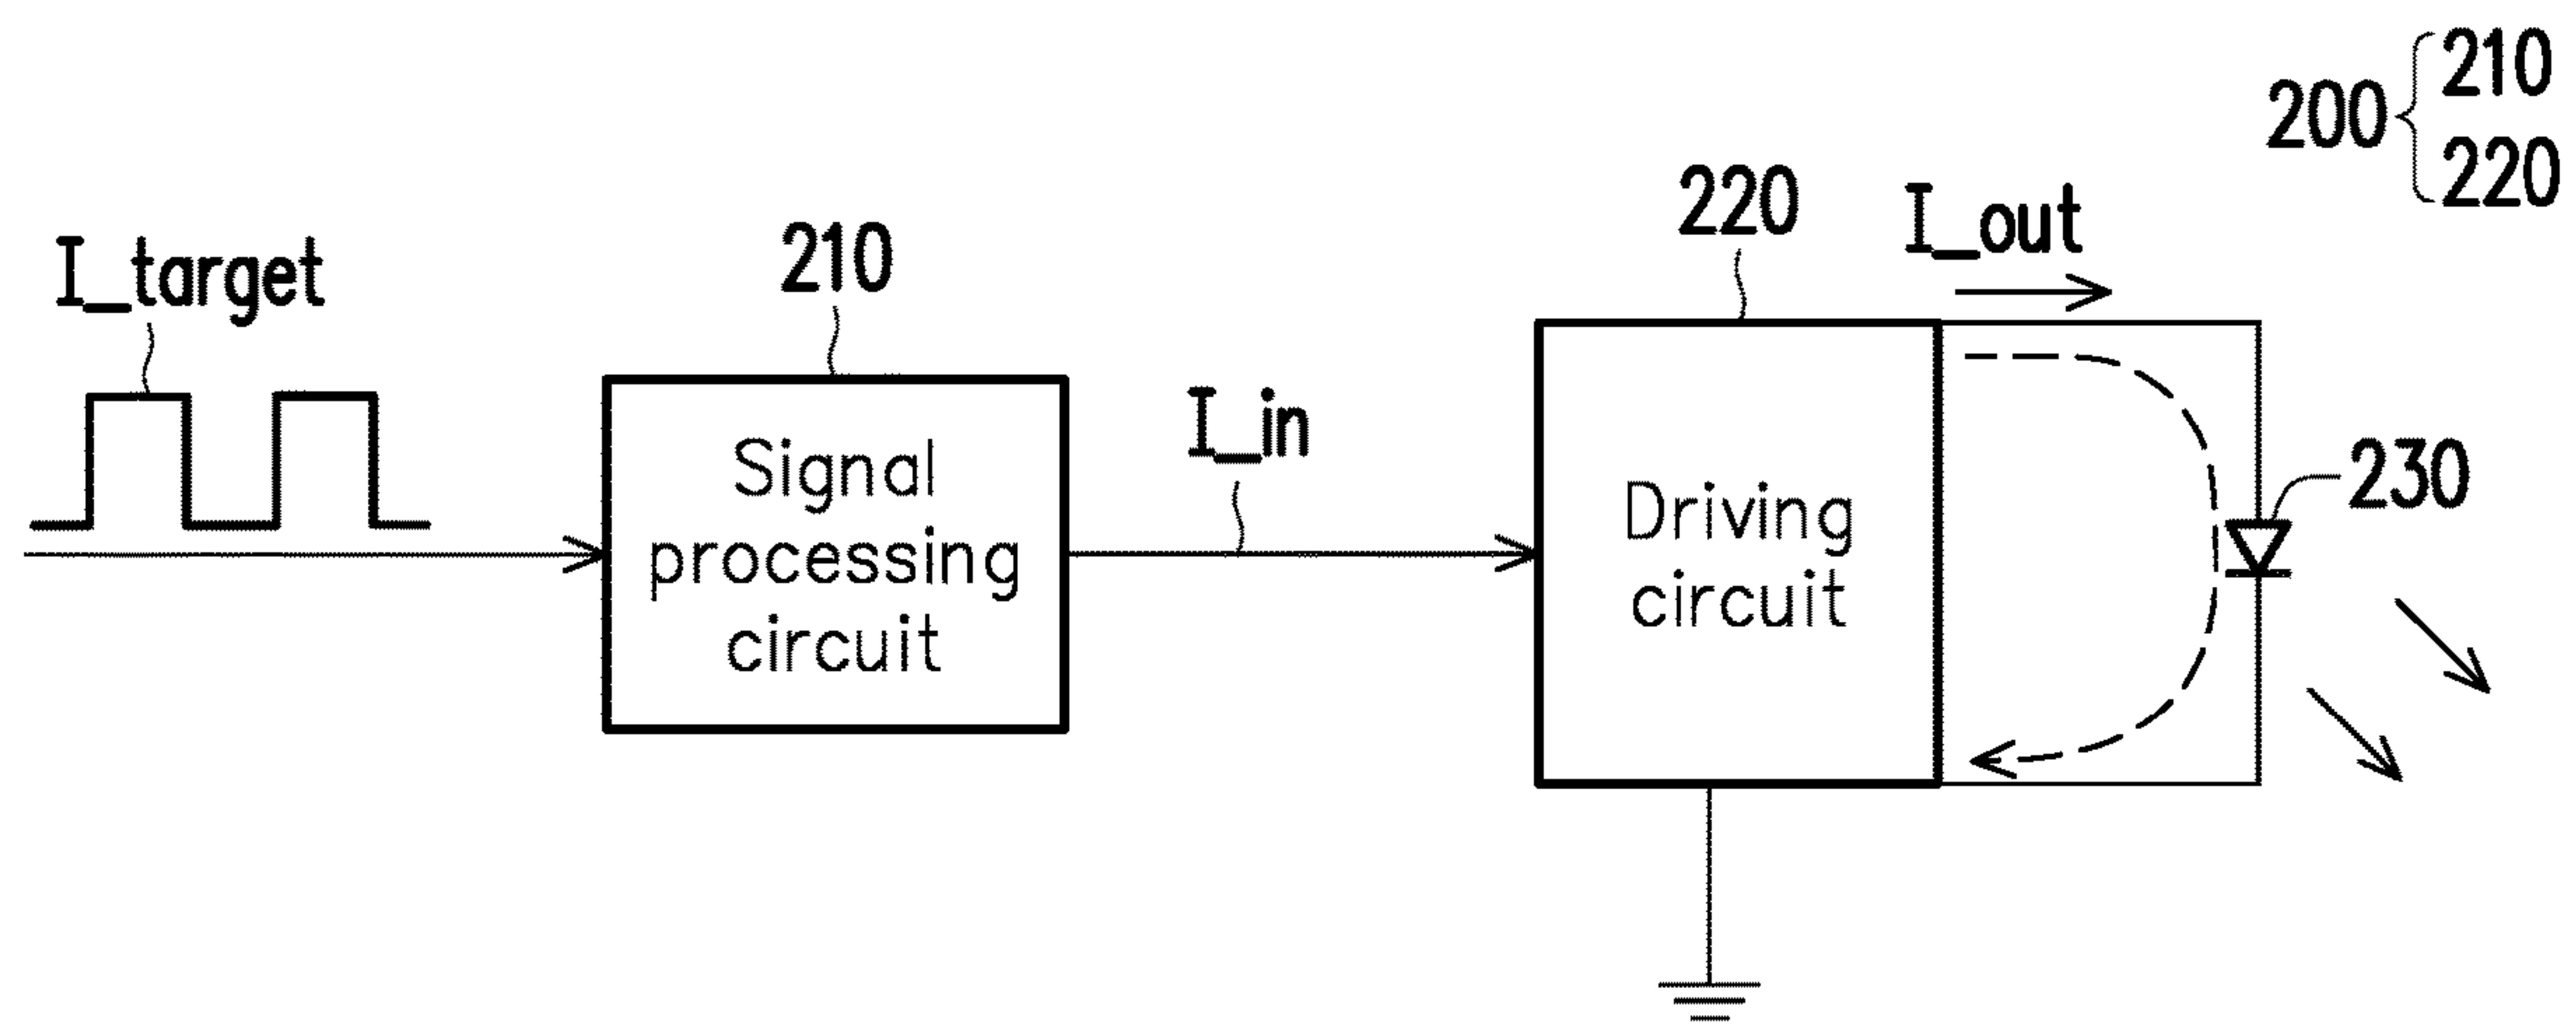 200 { 210
220
I_target
210
220
I_out
I_in
230
Signal
processing
circuit
Driving
circuit